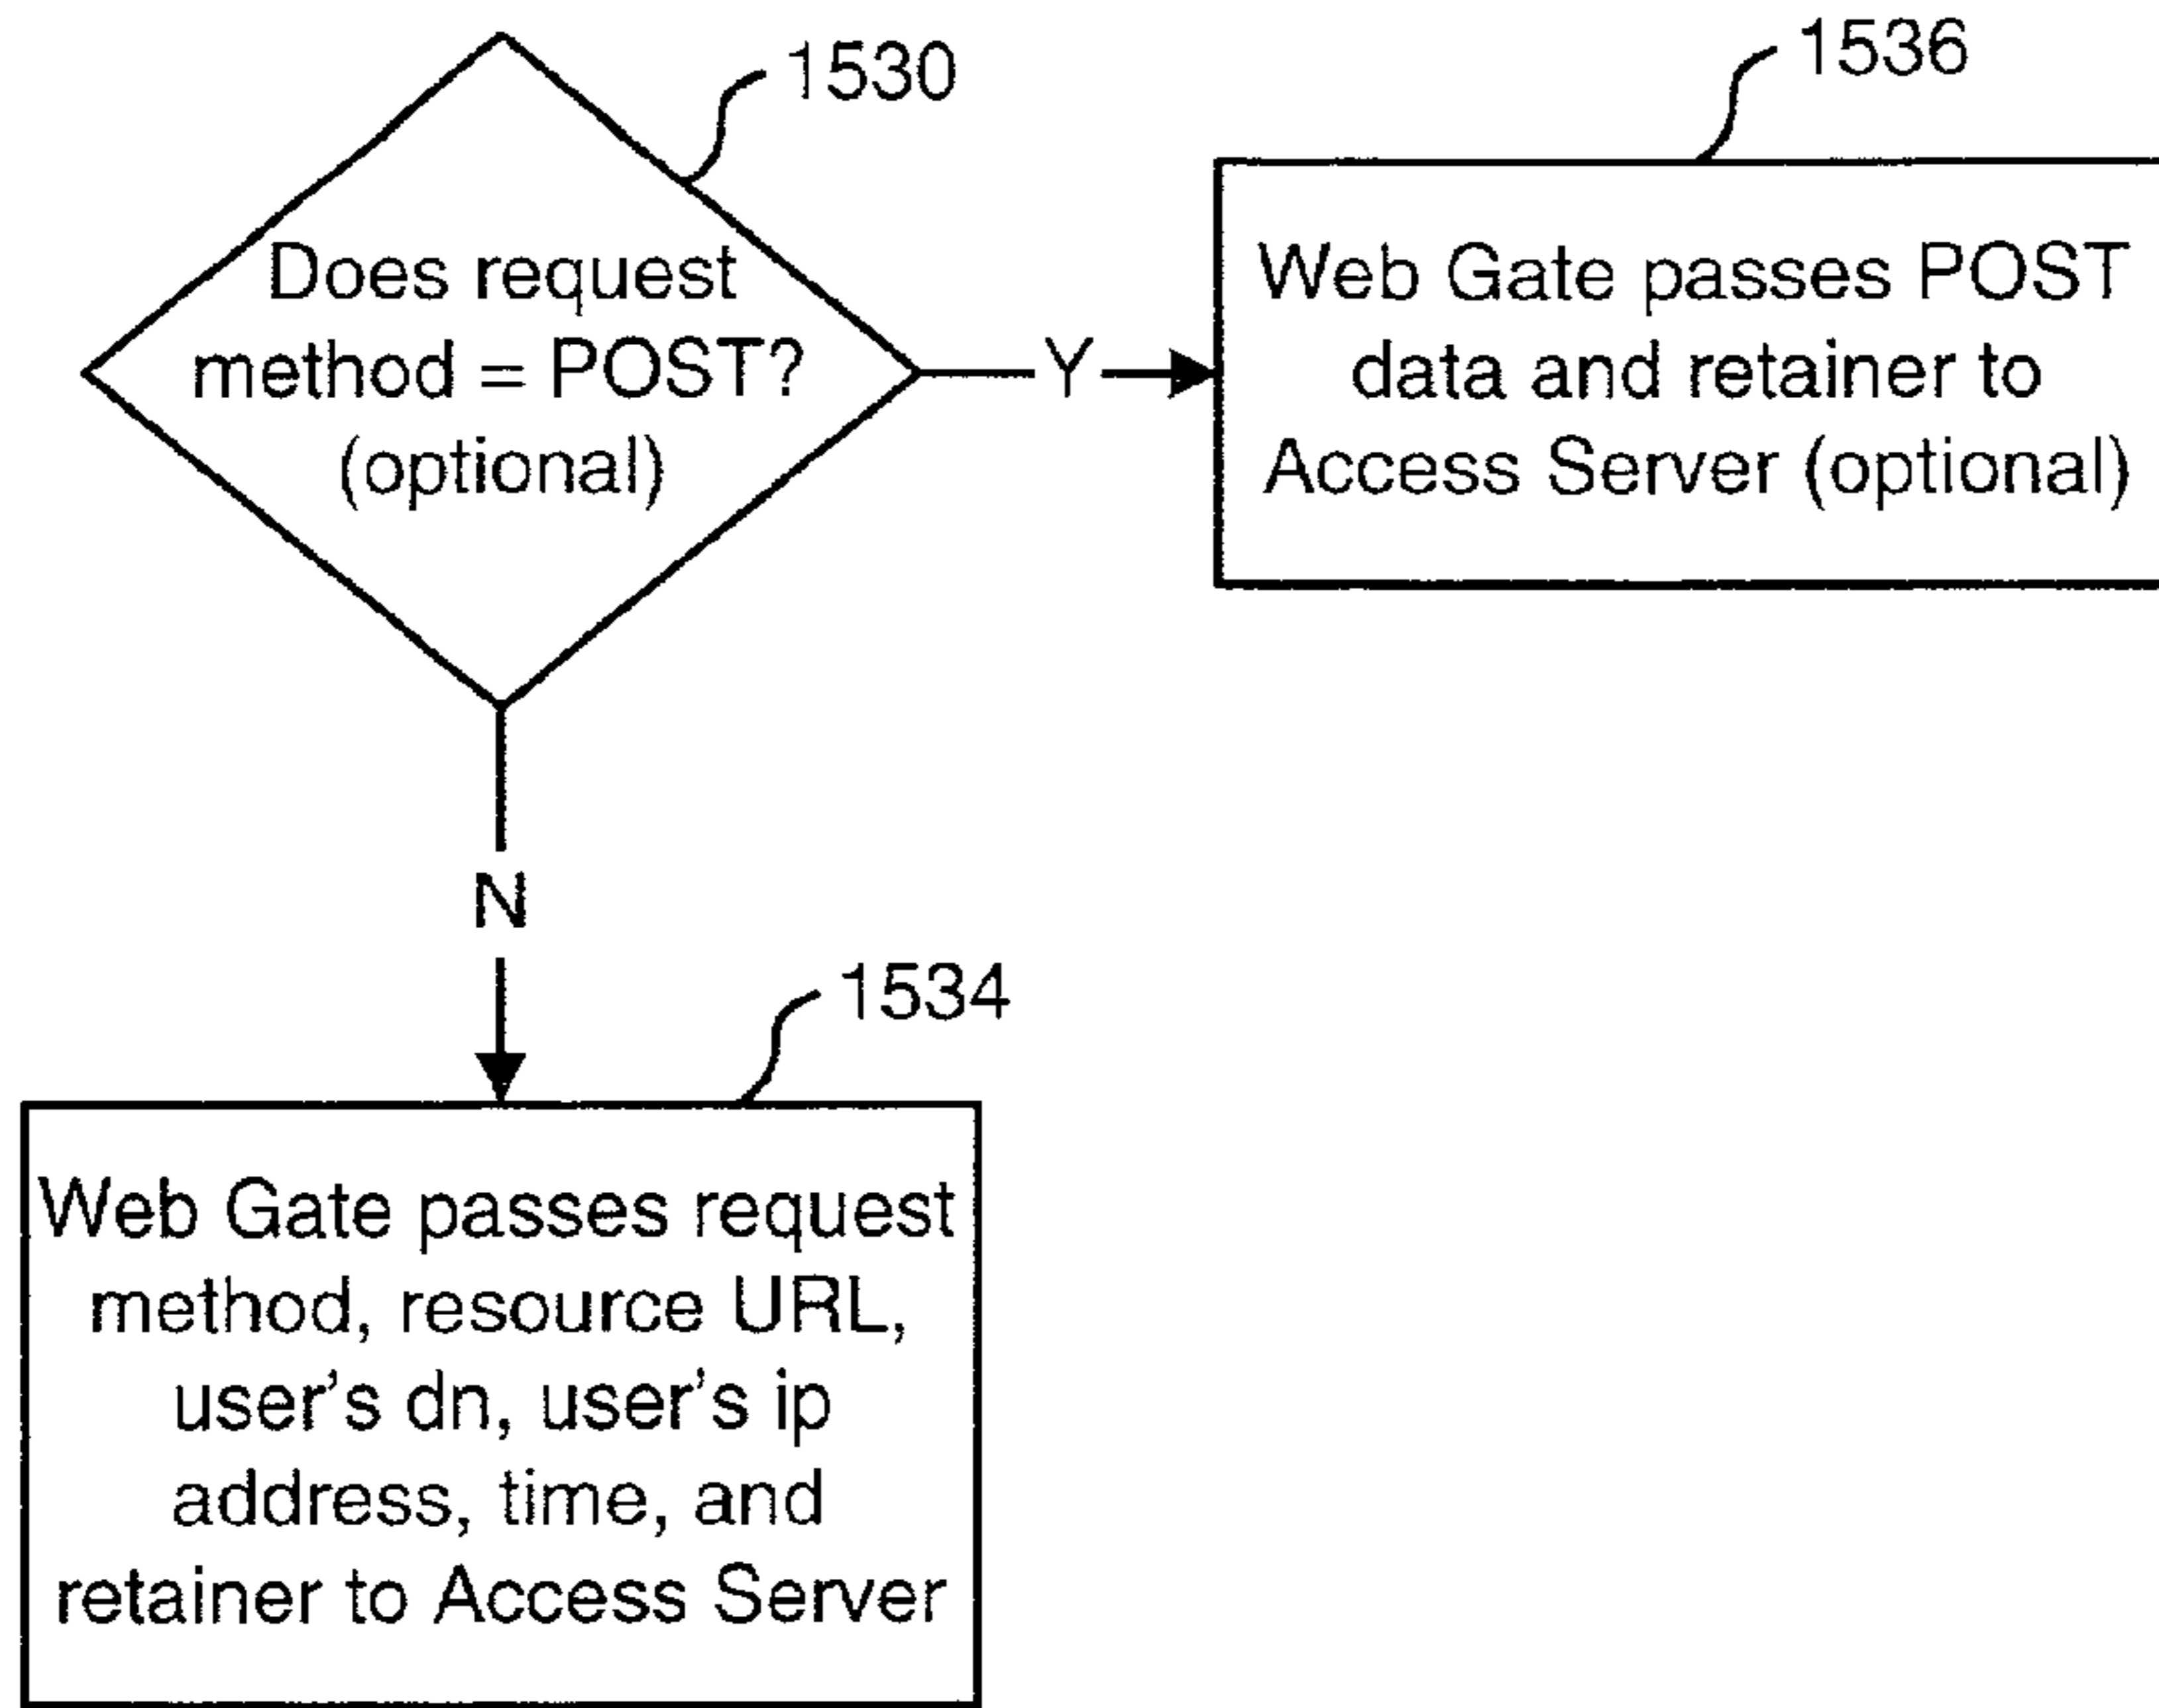 1530
Does request
method = POST?
(optional)
Y
1536
Web Gate passes POST
data and retainer to
Access Server (optional)
N
1534
Web Gate passes request
method, resource URL,
user's dn, user's ip
address, time, and
retainer to Access Server